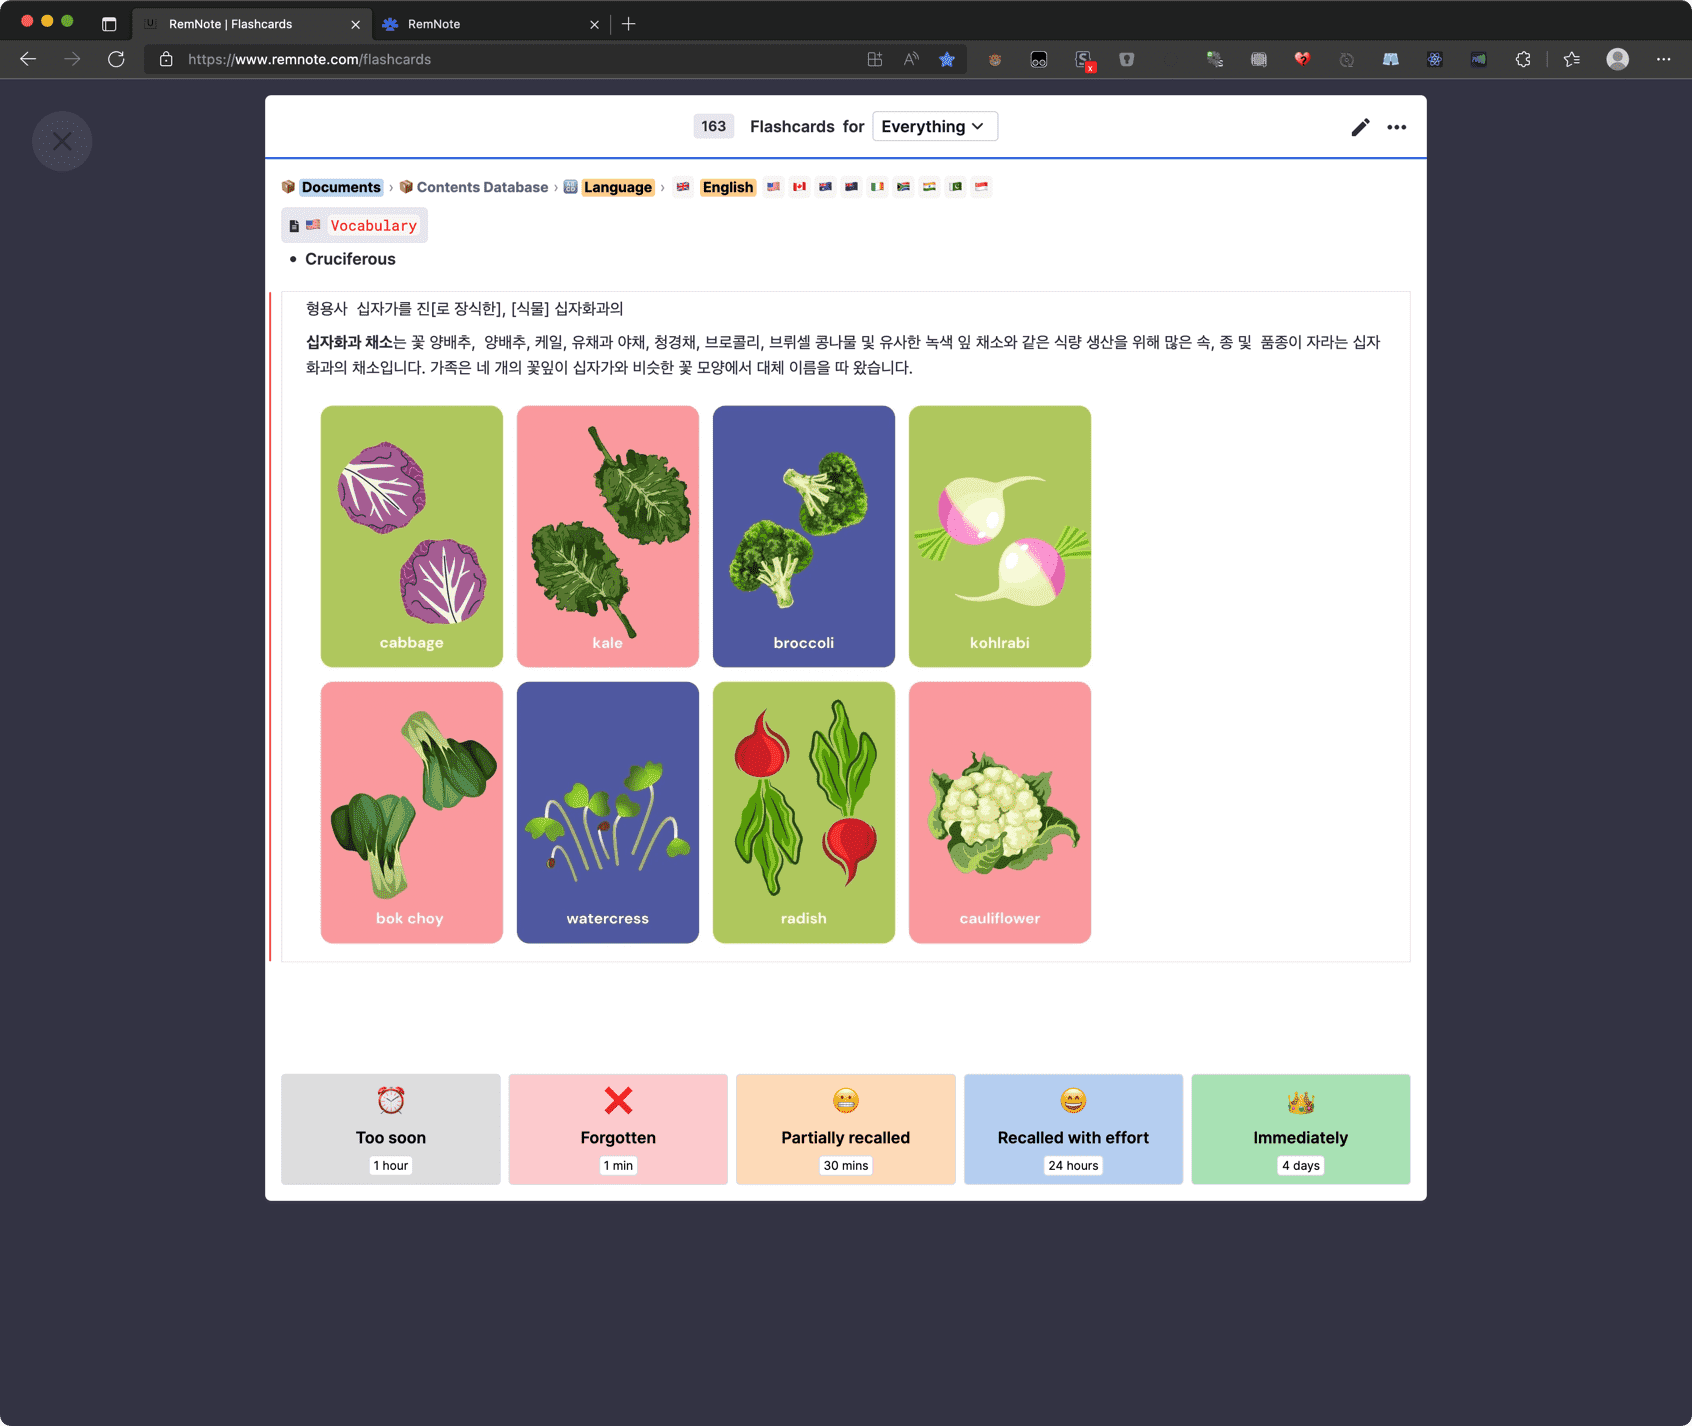 RemNote | Flashcards
RemNote
https://www.remnote.com/flashcards
163 Flashcards for Everything
Documents › Contents Database › Language › English
Vocabulary
• Cruciferous
형용사 십자가를 진[로 장식한], [식물] 십자화과의
십자화과 채소는 꽃 양배추, 양배추, 케일, 유채과 야채, 청경채, 브로콜리, 브뤼셀 콩나물 및 유사한 녹색 잎 채소와 같은 식량 생산을 위해 많은 속, 종 및 품종이 자라는 십자
화과의 채소입니다. 가족은 네 개의 꽃잎이 십자가와 비슷한 꽃 모양에서 대체 이름을 따 왔습니다.
cabbage
kale
broccoli
kohlrabi
bok choy
watercress
radish
cauliflower
Too soon
1 hour
Forgotten
1 min
Partially recalled
30 mins
Recalled with effort
24 hours
Immediately
4 days